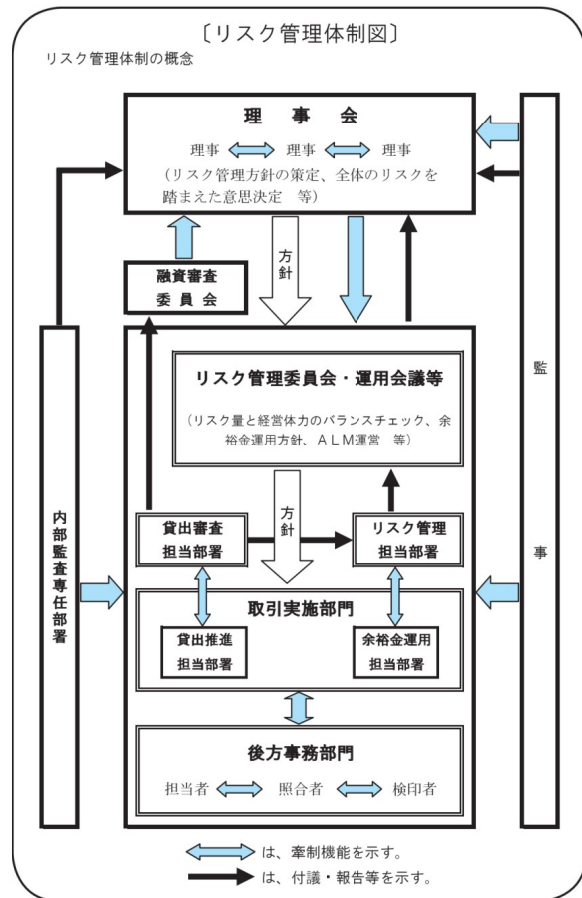 〔リスク管理体制図〕
リスク管理体制の概念
理 事 会
理事 理事 理事
（リスク管理方針の策定、全体のリスクを
踏まえた意思決定 等）
方針
融資審査
委 員 会
リスク管理委員会・運用会議等
（リスク量と経営体力のバランスチェック、余
裕金運用方針、ＡＬＭ運営 等）
方針
貸出審査
担当部署
リスク管理
担当部署
取引実施部門
貸出推進
担当部署
余裕金運用
担当部署
後方事務部門
担当者 照合者 検印者
内部監査専任部署
監 事
は、牽制機能を示す。
は、付議・報告等を示す。